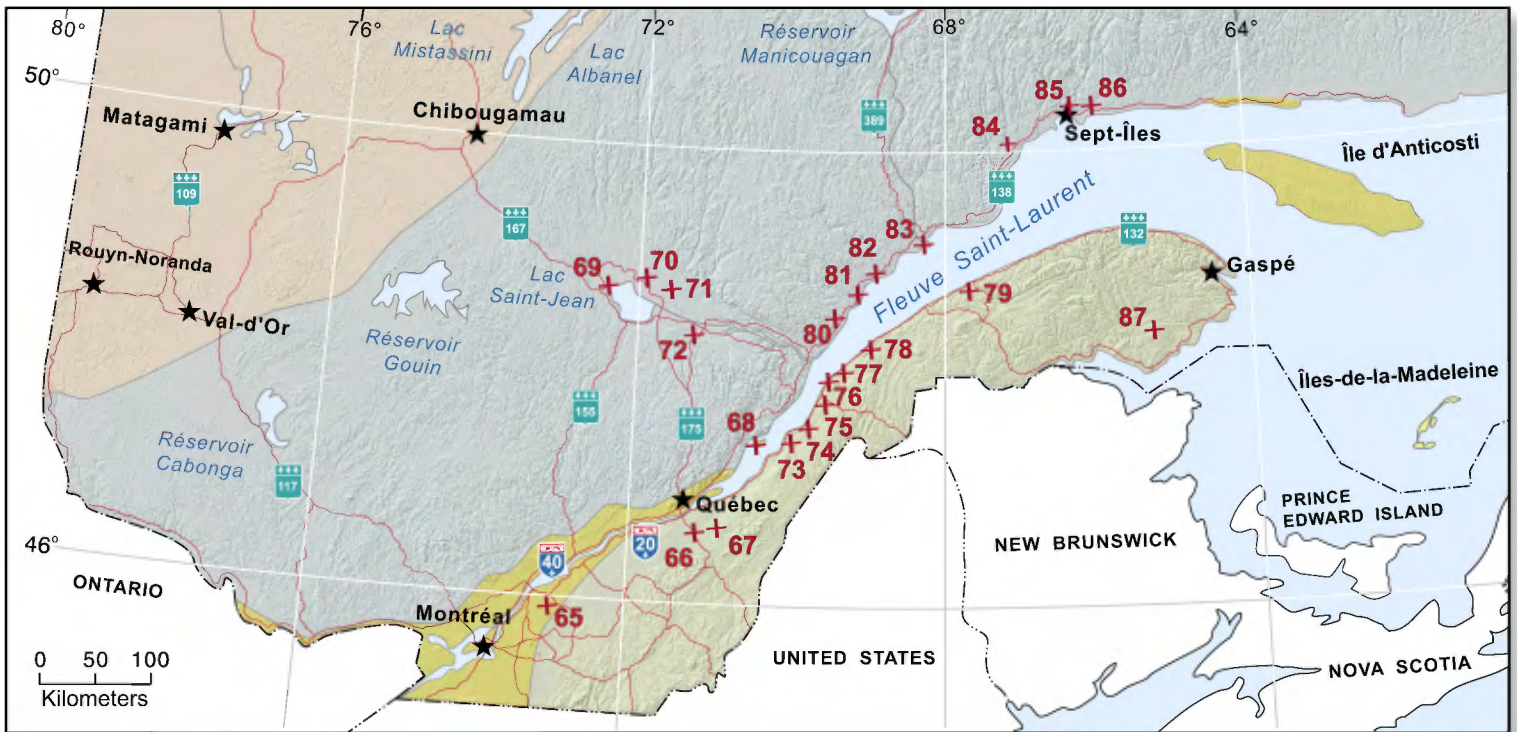 80°
76°
72°
68°
64°
50°
46°
Lac
Mistassini
Lac
Albanel
Réservoir
Manicouagan
Matagami
Chibougamau
389
85
86
84
Sept-Îles
Île d'Anticosti
109
138
167
Fleuve Saint-Laurent
132
Rouyn-Noranda
Val-d'Or
Lac
Saint-Jean
69
70
71
72
83
82
81
80
79
Gaspé
87
Réservoir
Gouin
78
77
76
75
74
73
68
155
175
Îles-de-la-Madeleine
Réservoir
Cabonga
117
Québec
66
67
20
40
65
Montréal
ONTARIO
PRINCE
EDWARD ISLAND
NEW BRUNSWICK
UNITED STATES
NOVA SCOTIA
0 50 100
Kilometers